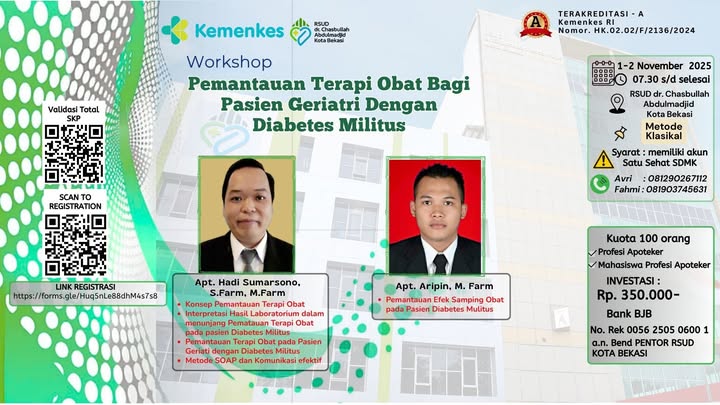 Kemenkes
RSUD
dr. Chasbullah
Abdulmadjid
Kota Bekasi
TERAKREDITASI - A
Kemenkes RI
Nomor. HK.02.02/F/2136/2024
Workshop
Pemantauan Terapi Obat Bagi
Pasien Geriatri Dengan
Diabetes Militus
Validasi Total
SKP
SCAN TO
REGISTRATION
LINK REGISTRASI
https://forms.gle/Huq5nLe88dhM4s7s8
Apt. Hadi Sumarsono,
S.Farm, M.Farm
• Konsep Pemantauan Terapi Obat
• Interpretasi Hasil Laboratorium dalam
menunjang Pematauan Terapi Obat
pada pasien Diabetes Militus
• Pemantauan Terapi Obat pada Pasien
Geriati dengan Diabetes Militus
• Metode SOAP dan Komunikasi efektif
Apt. Aripin, M. Farm
• Pemantauan Efek Samping Obat
pada Pasien Diabetes Mulitus
1-2 November 2025
07.30 s/d selesai
RSUD dr. Chasbullah
Abdulmadjid
Kota Bekasi
Metode
Klasikal
Syarat : memiliki akun
Satu Sehat SDMK
Avri : 081290267112
Fahmi : 081903745631
Kuota 100 orang
✓ Profesi Apoteker
✓ Mahasiswa Profesi Apoteker
INVESTASI :
Rp. 350.000-
Bank BJB
No. Rek 0056 2505 0600 1
a.n. Bend PENTOR RSUD
KOTA BEKASI